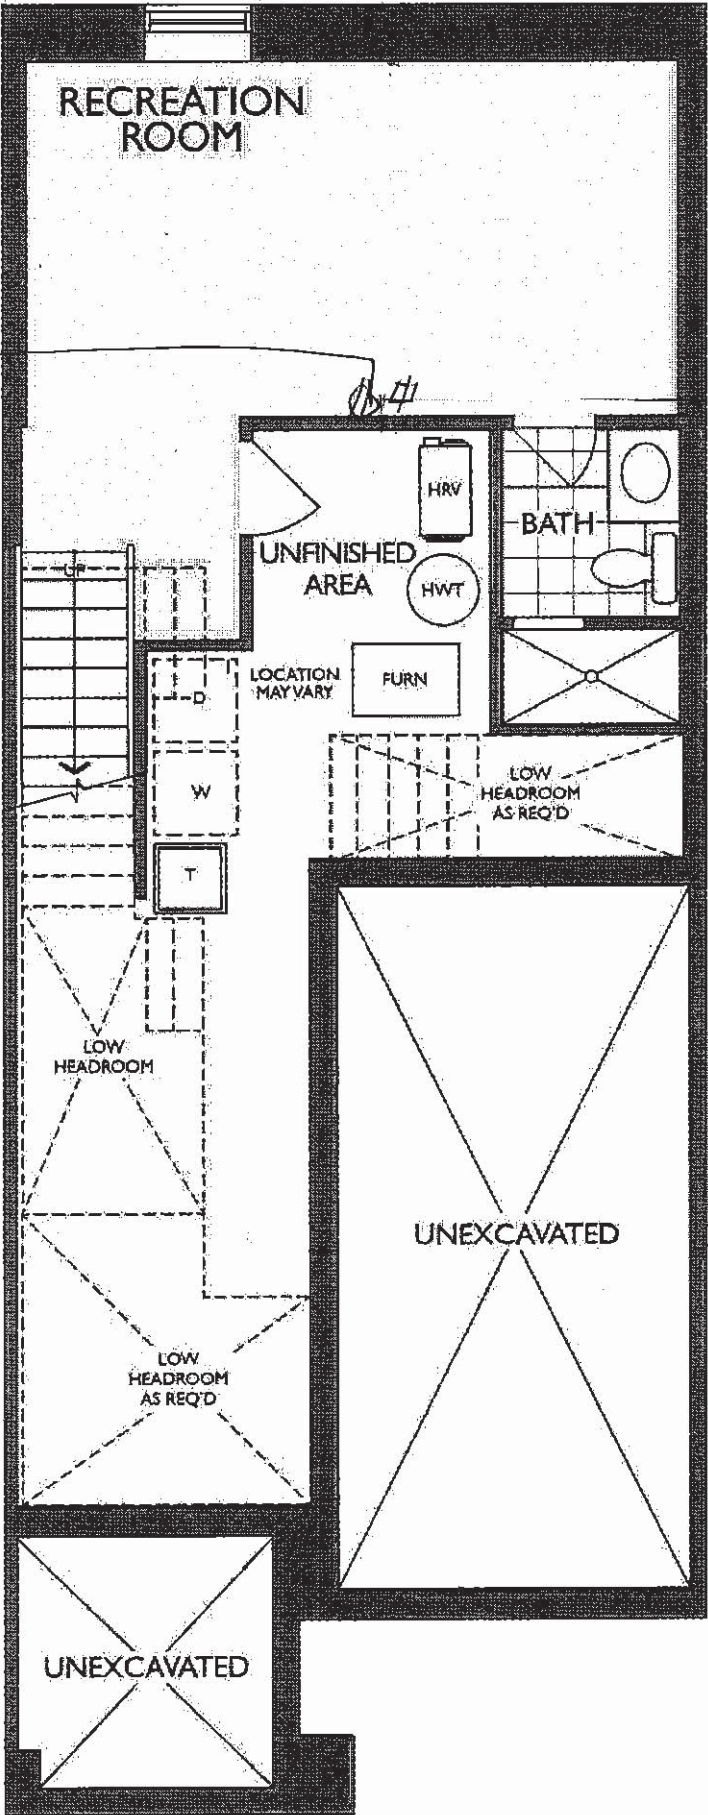 RECREATION
ROOM
HRV
BATH
UNFINISHED
AREA
UP
HWT
LOCATION
MAY VARY
FURN
D
W
LOW
HEADROOM
AS REQ'D
T
LOW
HEADROOM
UNEXCAVATED
LOW
HEADROOM
AS REQ'D
UNEXCAVATED